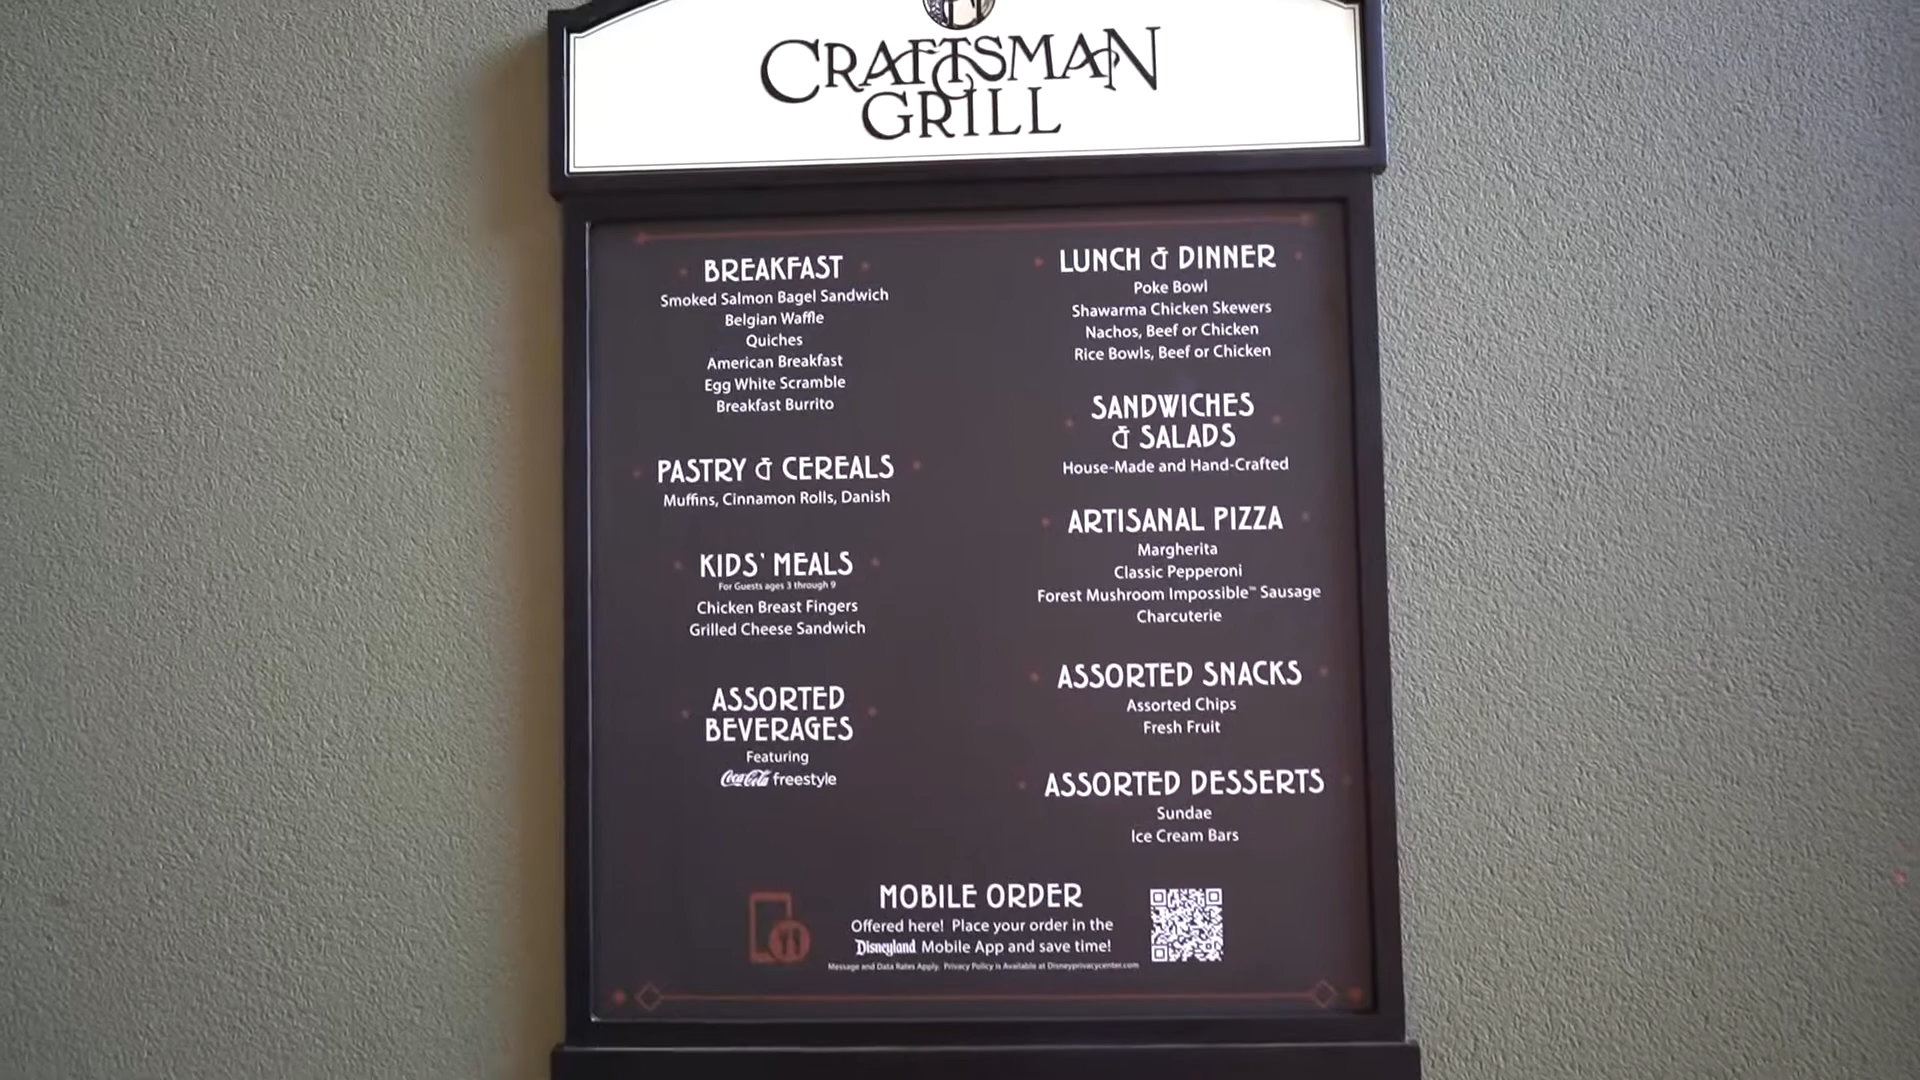 CRAFTSMAN
GRILL
BREAKFAST
Smoked Salmon Bagel Sandwich
Belgian Waffle
Quiches
American Breakfast
Egg White Scramble
Breakfast Burrito
PASTRY & CEREALS
Muffins, Cinnamon Rolls, Danish
KIDS' MEALS
For Guests ages 3 through 9
Chicken Breast Fingers
Grilled Cheese Sandwich
ASSORTED
BEVERAGES
Featuring
Coca-Cola freestyle
LUNCH & DINNER
Poke Bowl
Shawarma Chicken Skewers
Nachos, Beef or Chicken
Rice Bowls, Beef or Chicken
SANDWICHES
& SALADS
House-Made and Hand-Crafted
ARTISANAL PIZZA
Margherita
Classic Pepperoni
Forest Mushroom Impossible™ Sausage
Charcuterie
ASSORTED SNACKS
Assorted Chips
Fresh Fruit
ASSORTED DESSERTS
Sundae
Ice Cream Bars
MOBILE ORDER
Offered here! Place your order in the
Disneyland Mobile App and save time!
Message and Data Rates Apply. Privacy Policy is Available at Disneyprivacycenter.com